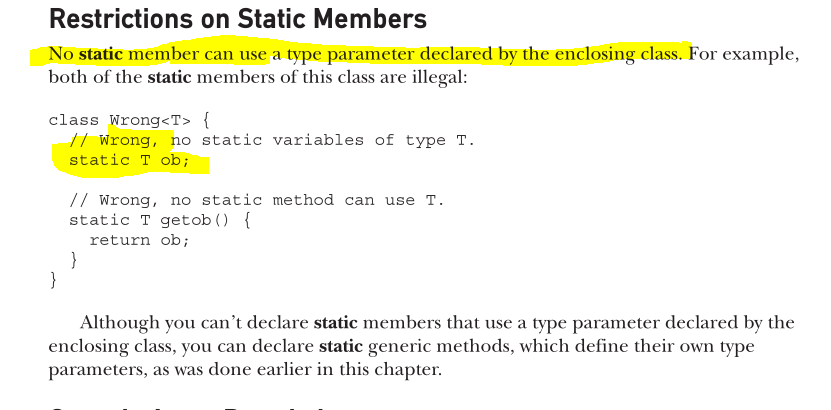 Restrictions on Static Members
No static member can use a type parameter declared by the enclosing class. For example,
both of the static members of this class are illegal:
class Wrong<T> {
// Wrong, no static variables of type T.
static T ob;
// Wrong, no static method can use T.
static T getob() {
return ob;
}
}
Although you can’t declare static members that use a type parameter declared by the
enclosing class, you can declare static generic methods, which define their own type
parameters, as was done earlier in this chapter.